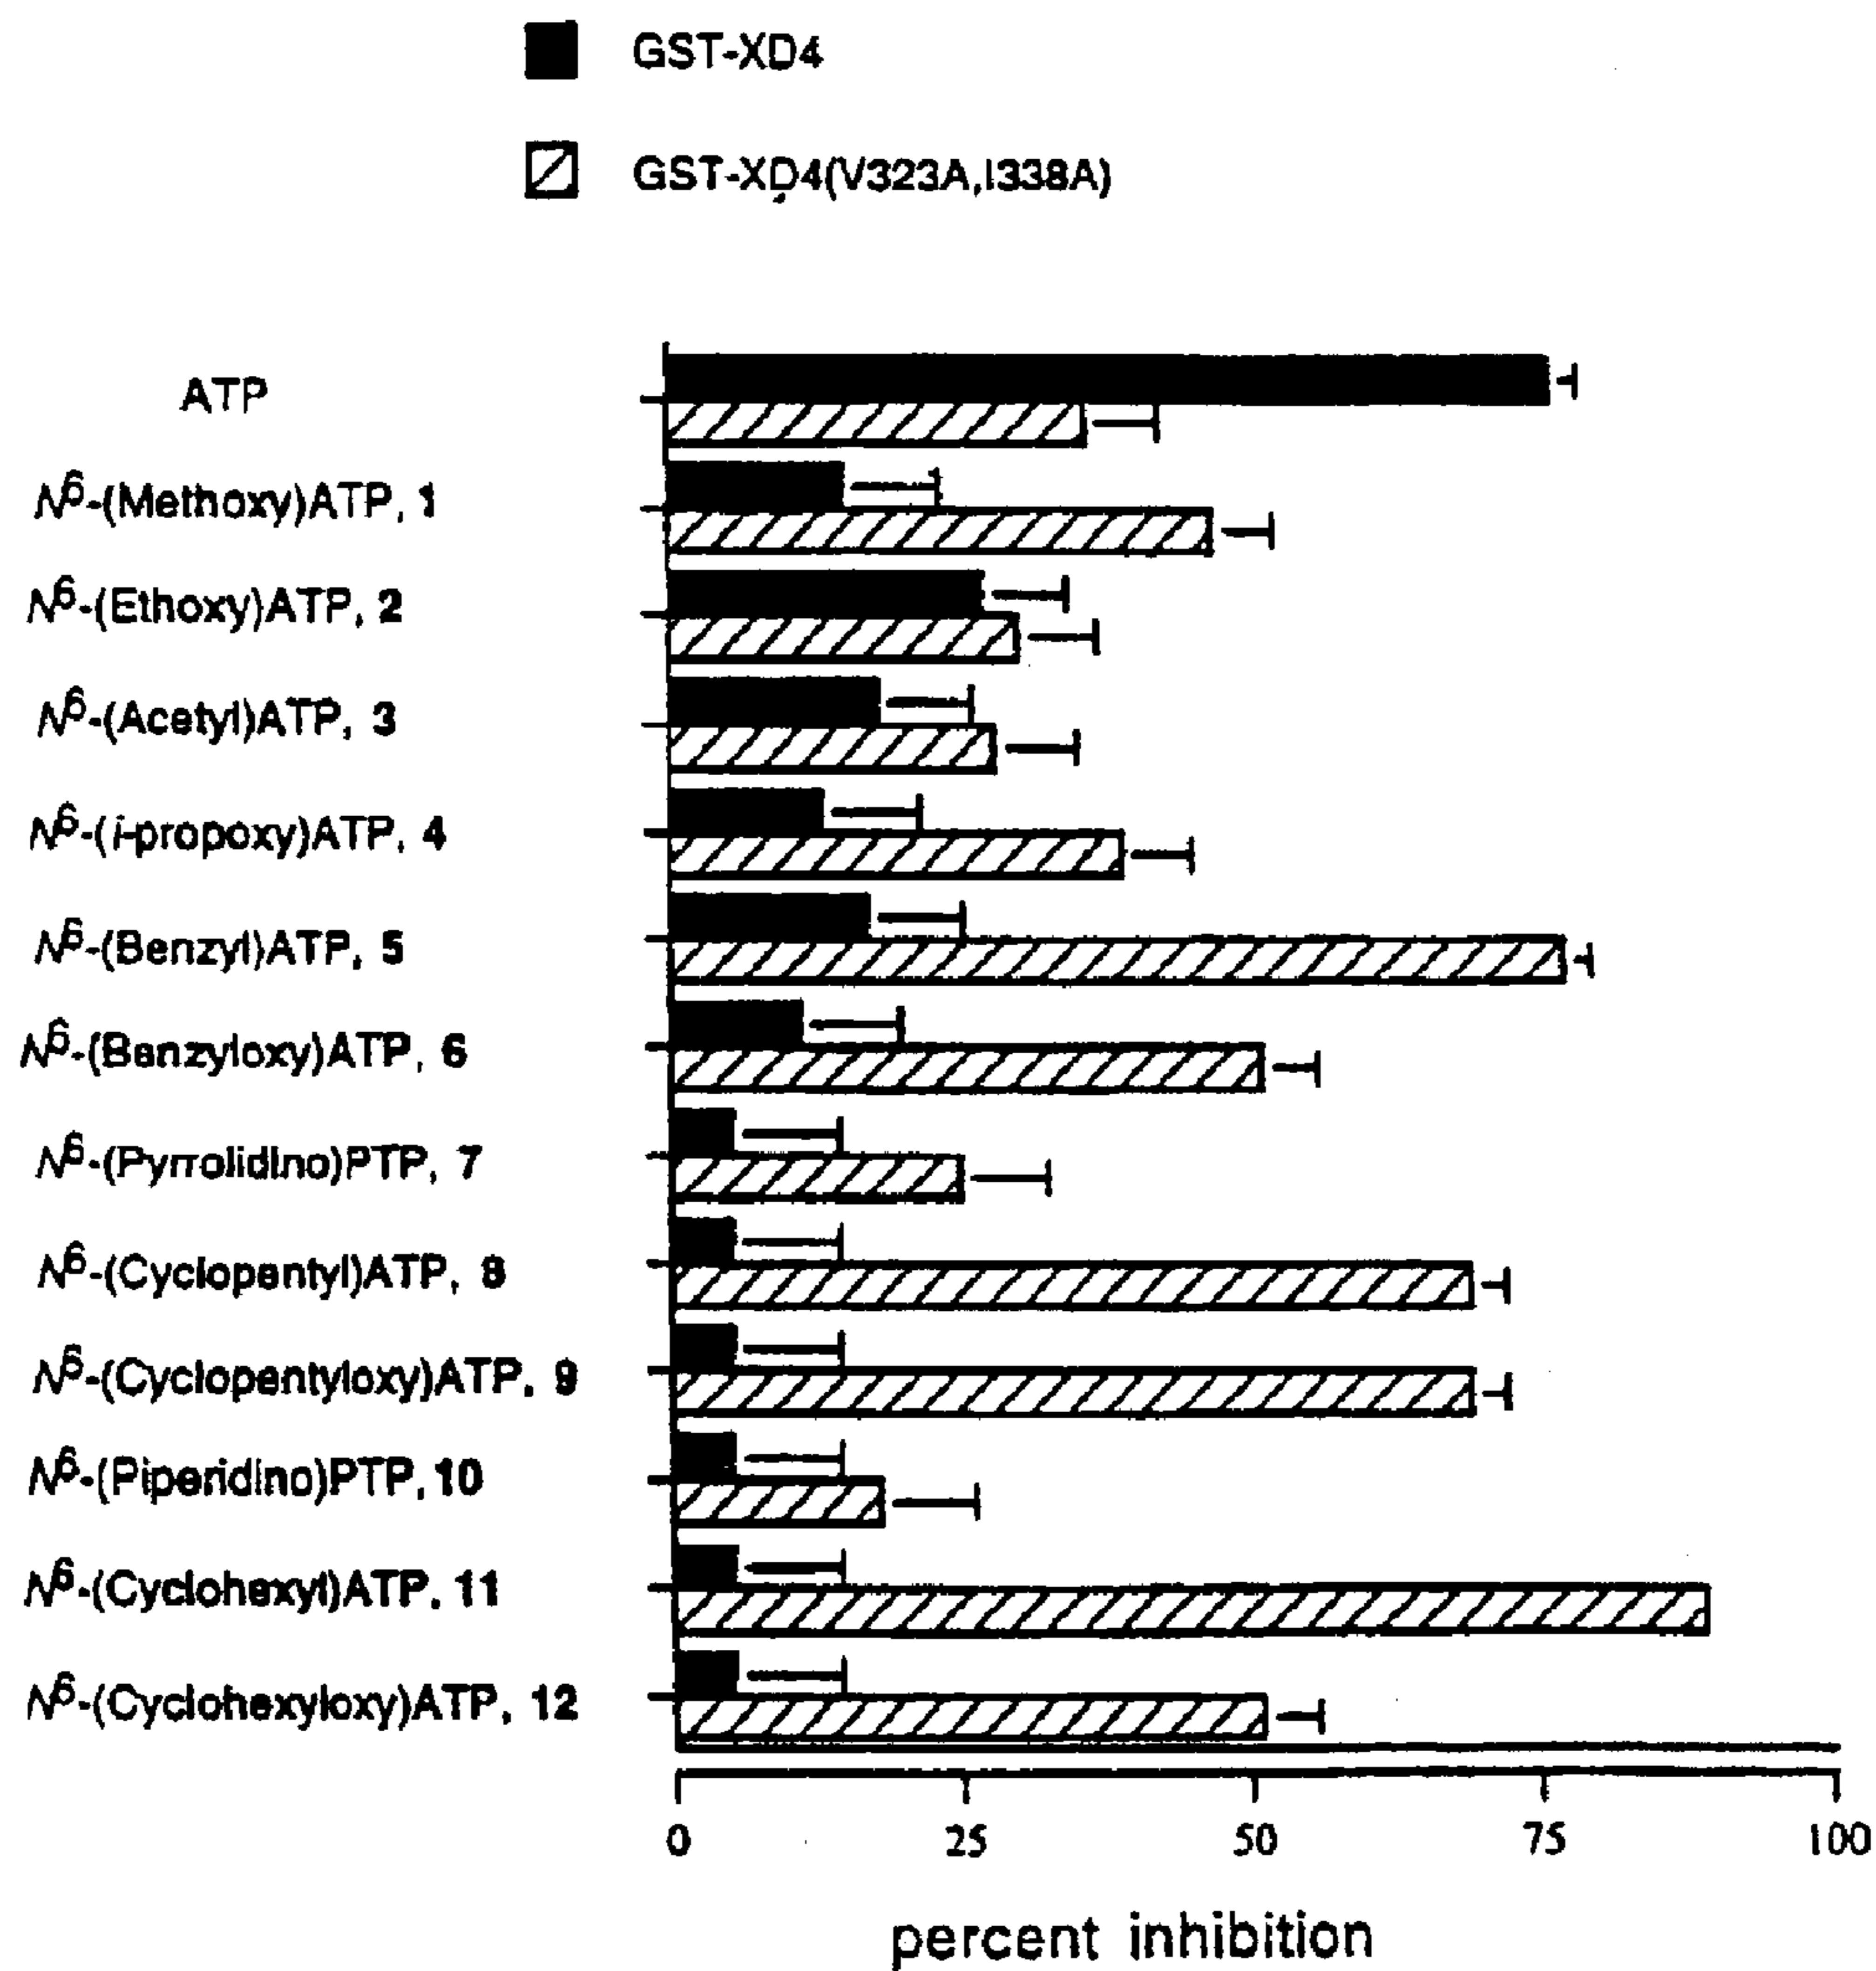 GST-XD4
GST-XD4(V323A,I338A)
ATP
N6-(Methoxy)ATP, 1
N6-(Ethoxy)ATP, 2
N6-(Acetyl)ATP, 3
N6-(i-propoxy)ATP, 4
N6-(Benzyl)ATP, 5
N6-(Benzyloxy)ATP, 6
N6-(Pyrrolidino)PTP, 7
N6-(Cyclopentyl)ATP, 8
N6-(Cyclopentyloxy)ATP, 9
N6-(Piperidino)PTP, 10
N6-(Cyclohexyl)ATP, 11
N6-(Cyclohexyloxy)ATP, 12
0 25 50 75 100
percent inhibition